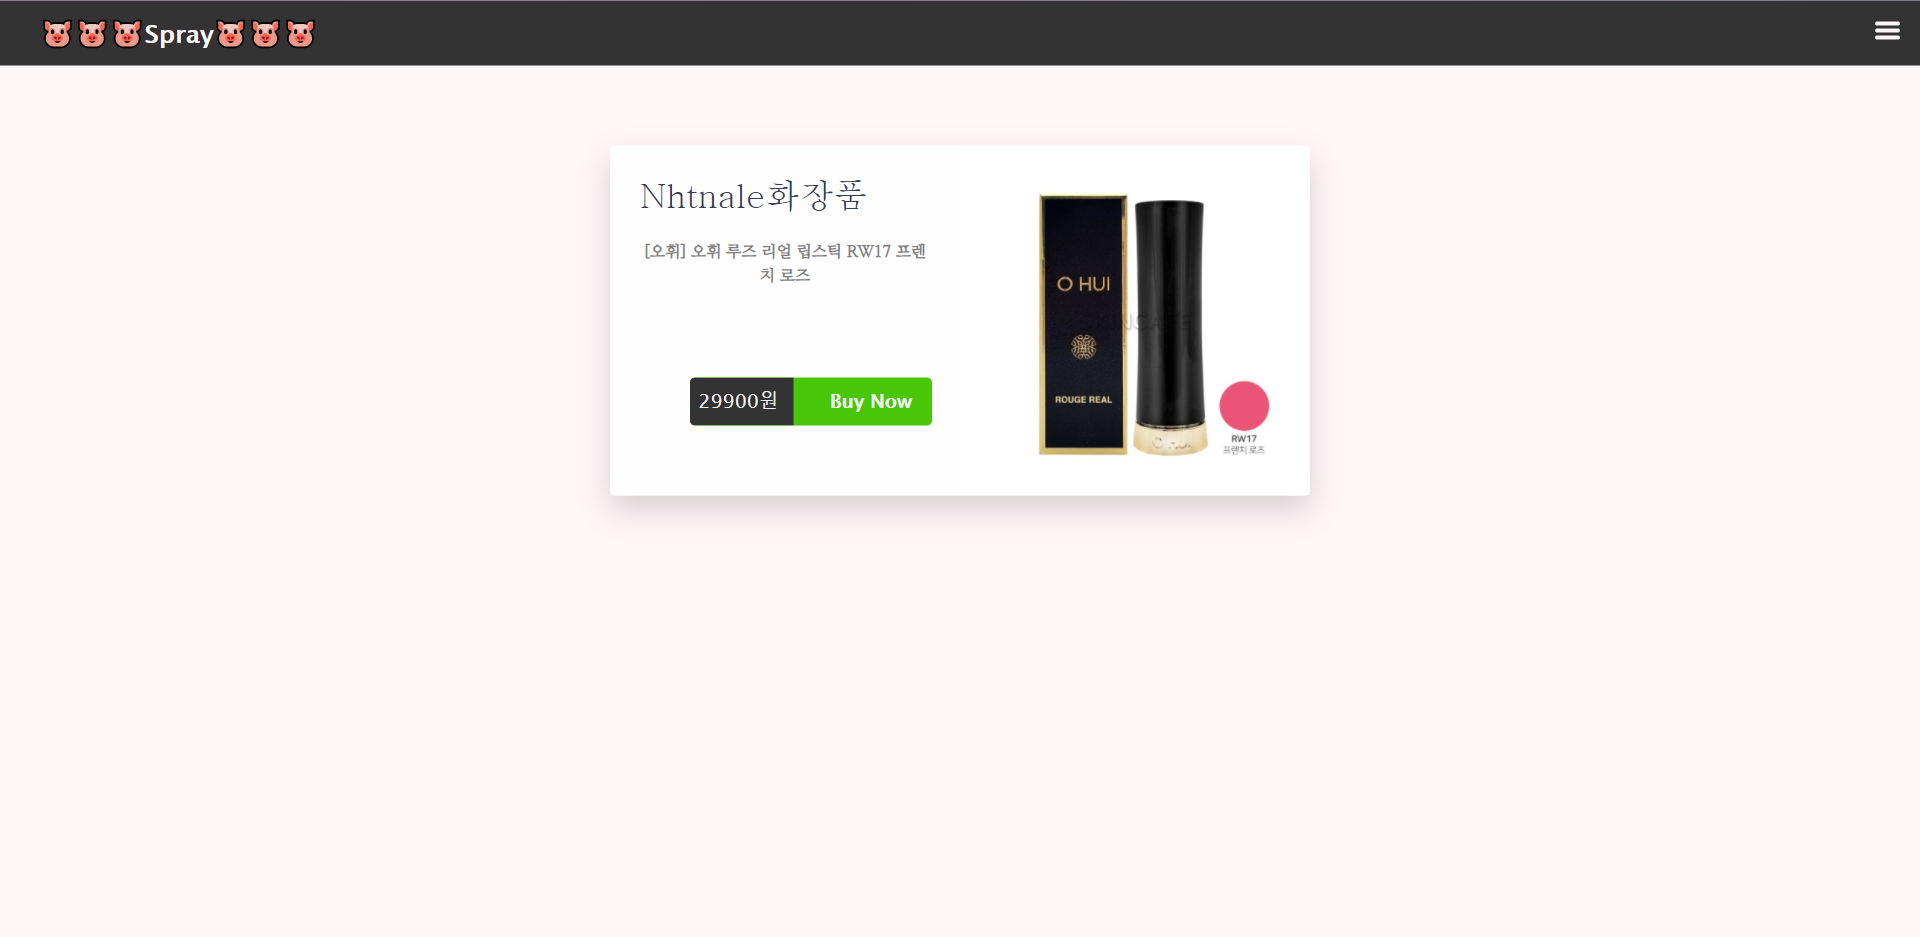 🐷🐷🐷Spray🐷🐷🐷
Nhtnale화장품
[오휘] 오휘 루즈 리얼 립스틱 RW17 프렌
치 로즈
29900원 Buy Now
O HUI
ROUGE REAL
RW17
프렌치 로즈